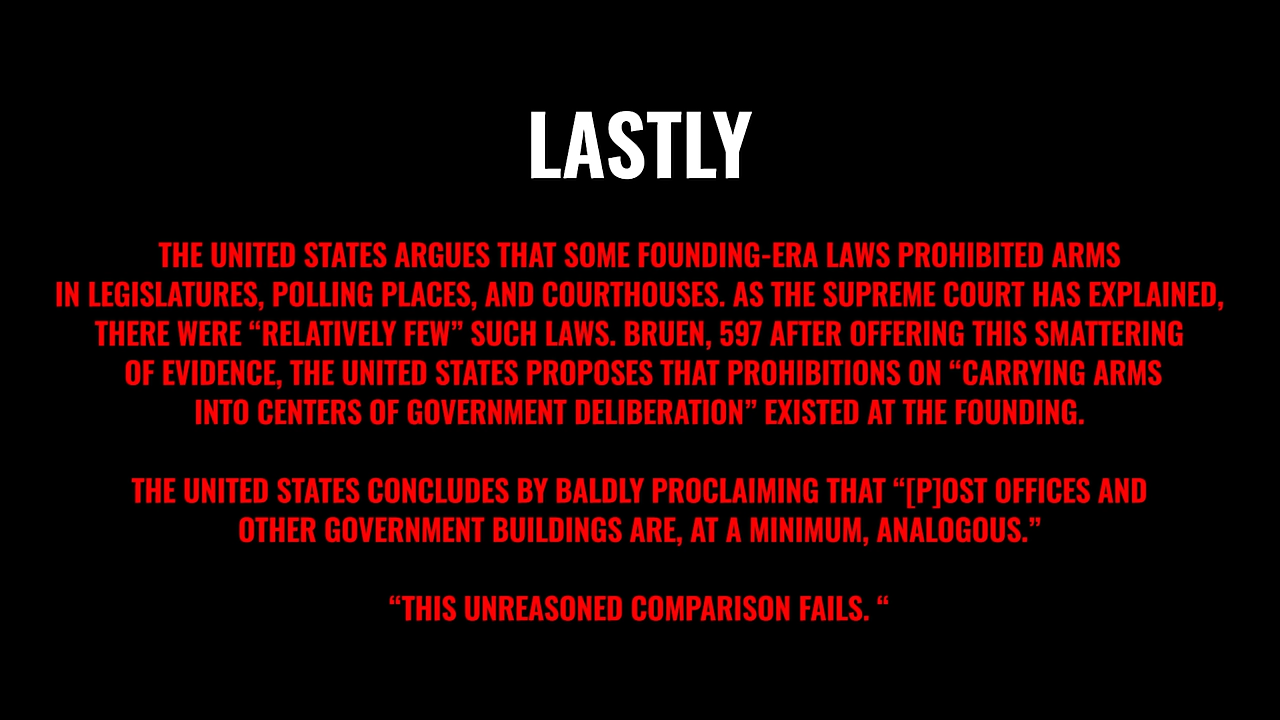 LASTLY
THE UNITED STATES ARGUES THAT SOME FOUNDING-ERA LAWS PROHIBITED ARMS
IN LEGISLATURES, POLLING PLACES, AND COURTHOUSES. AS THE SUPREME COURT HAS EXPLAINED,
THERE WERE “RELATIVELY FEW” SUCH LAWS. BRUEN, 597 AFTER OFFERING THIS SMATTERING
OF EVIDENCE, THE UNITED STATES PROPOSES THAT PROHIBITIONS ON “CARRYING ARMS
INTO CENTERS OF GOVERNMENT DELIBERATION” EXISTED AT THE FOUNDING.
THE UNITED STATES CONCLUDES BY BALDLY PROCLAIMING THAT “[P]OST OFFICES AND
OTHER GOVERNMENT BUILDINGS ARE, AT A MINIMUM, ANALOGOUS.”
“THIS UNREASONED COMPARISON FAILS. “